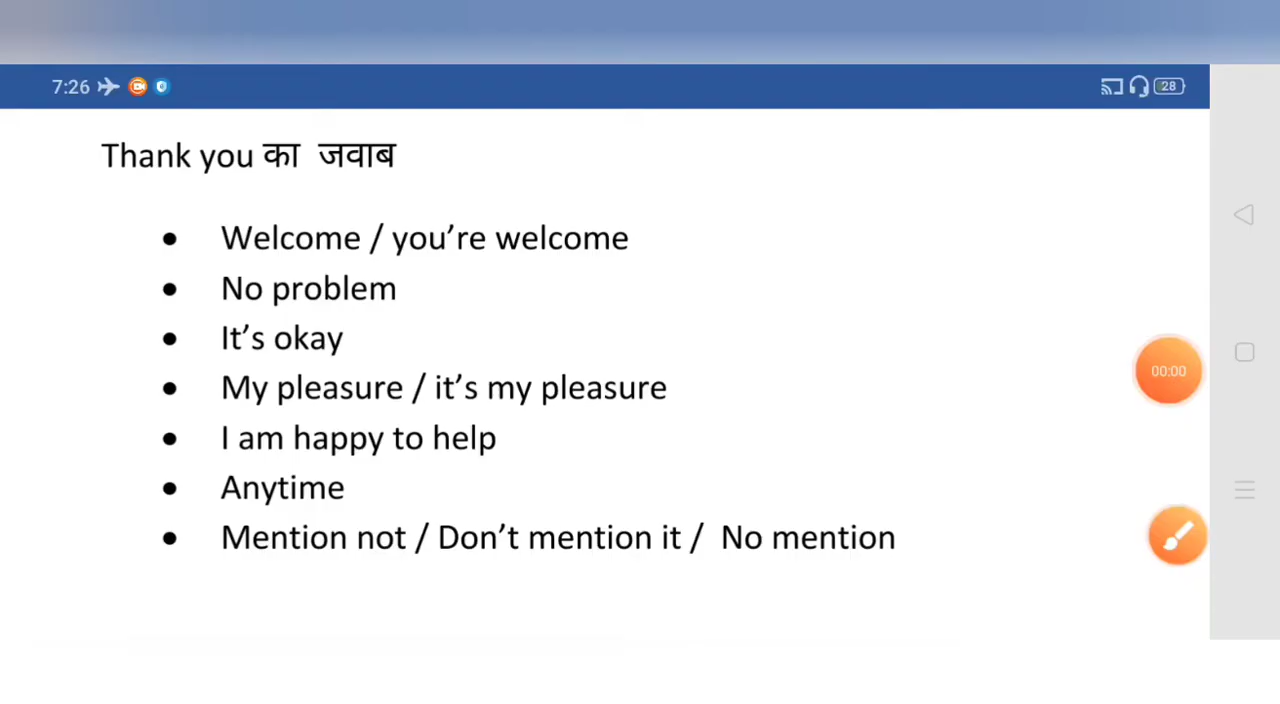 7:26
28
Thank you का जवाब
• Welcome / you’re welcome
• No problem
• It’s okay
• My pleasure / it’s my pleasure
• I am happy to help
• Anytime
• Mention not / Don’t mention it / No mention
00:00